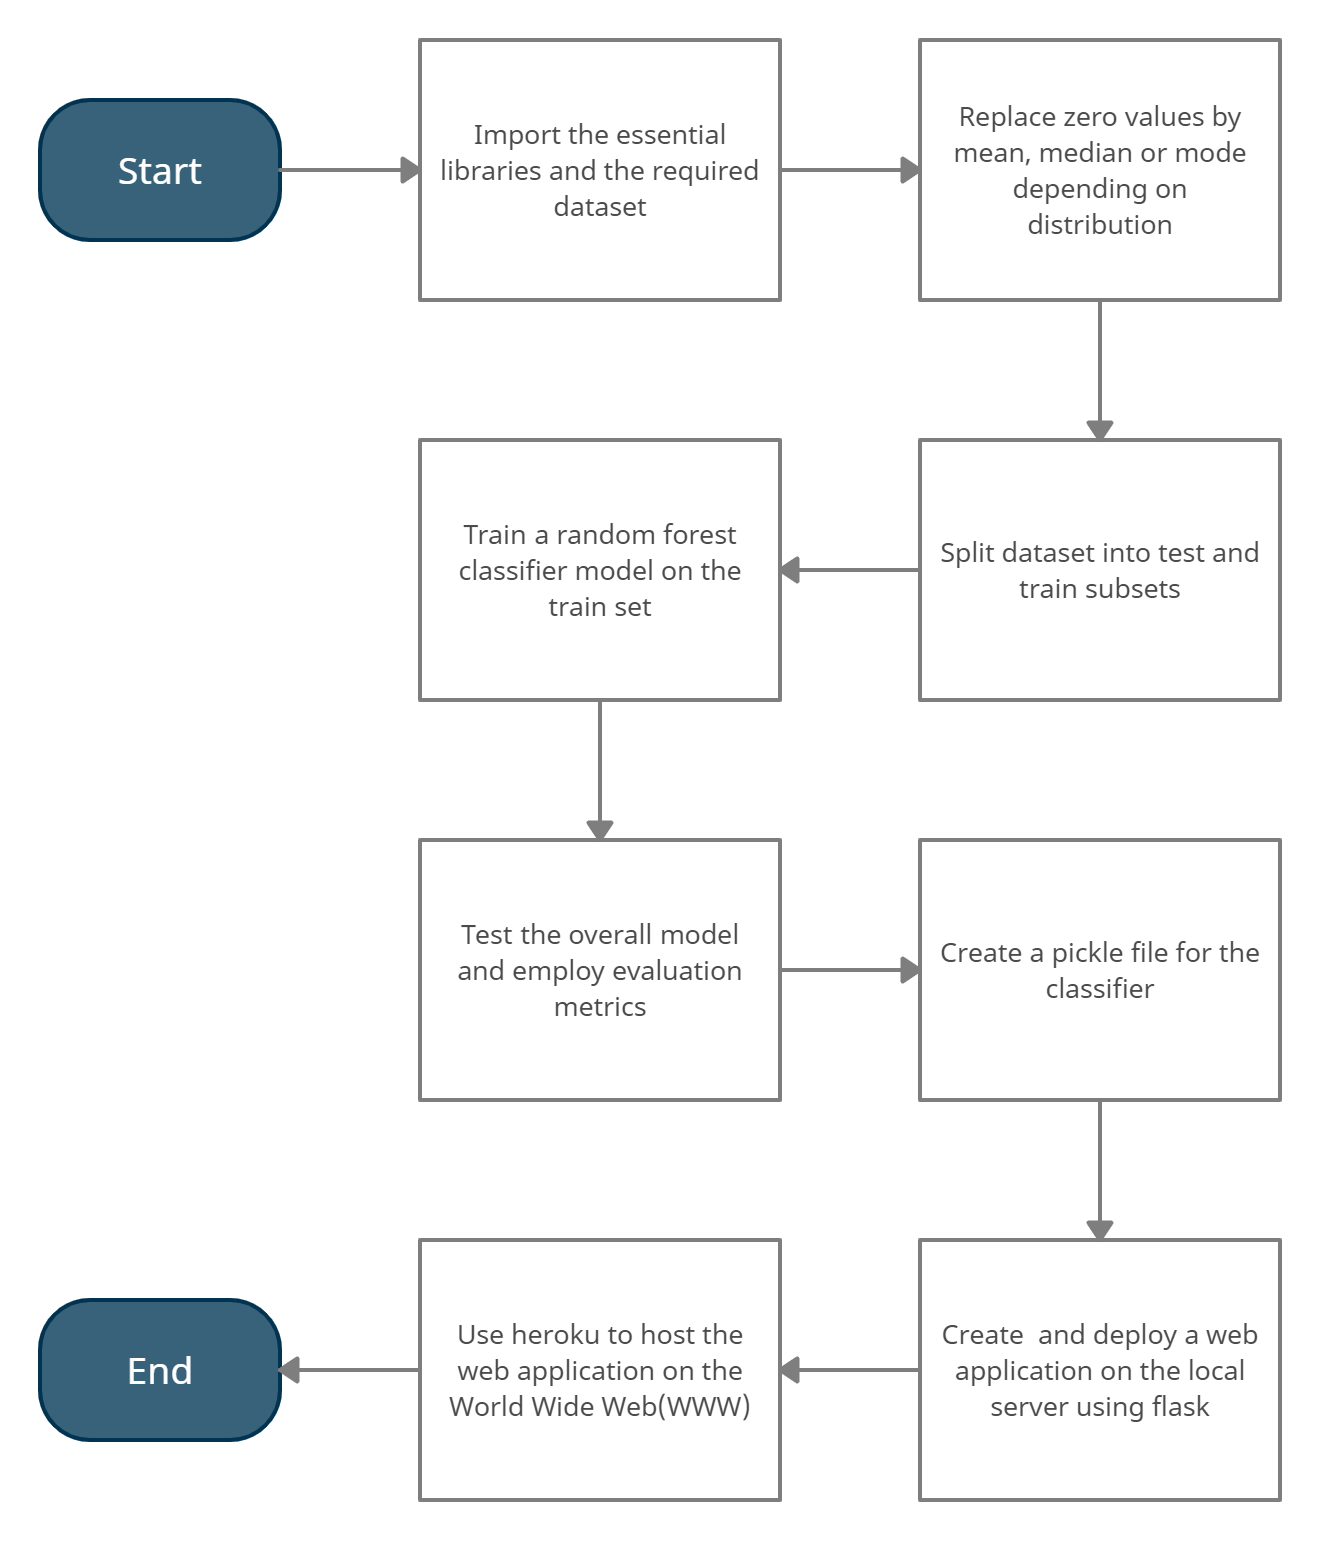 Start
Import the essential
libraries and the required
dataset
Replace zero values by
mean, median or mode
depending on
distribution
Split dataset into test and
train subsets
Train a random forest
classifier model on the
train set
Test the overall model
and employ evaluation
metrics
Create a pickle file for the
classifier
Create  and deploy a web
application on the local
server using flask
Use heroku to host the
web application on the
World Wide Web(WWW)
End